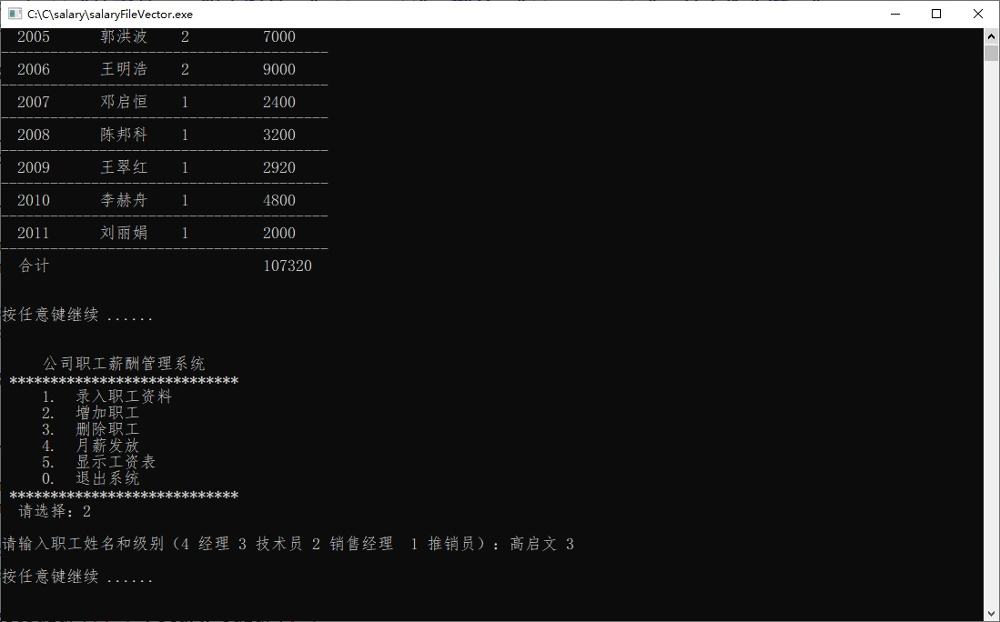 C:\C\salary\salaryFileVector.exe
2005 郭洪波 2 7000
----------------------------------------
2006 王明浩 2 9000
----------------------------------------
2007 邓启恒 1 2400
----------------------------------------
2008 陈邦科 1 3200
----------------------------------------
2009 王翠红 1 2920
----------------------------------------
2010 李赫舟 1 4800
----------------------------------------
2011 刘丽娟 1 2000
----------------------------------------
合计 107320
按任意键继续 ......
公司职工薪酬管理系统
****************************
1. 录入职工资料
2. 增加职工
3. 删除职工
4. 月薪发放
5. 显示工资表
0. 退出系统
****************************
请选择：2
请输入职工姓名和级别（4 经理 3 技术员 2 销售经理 1 推销员）：高启文 3
按任意键继续 ......